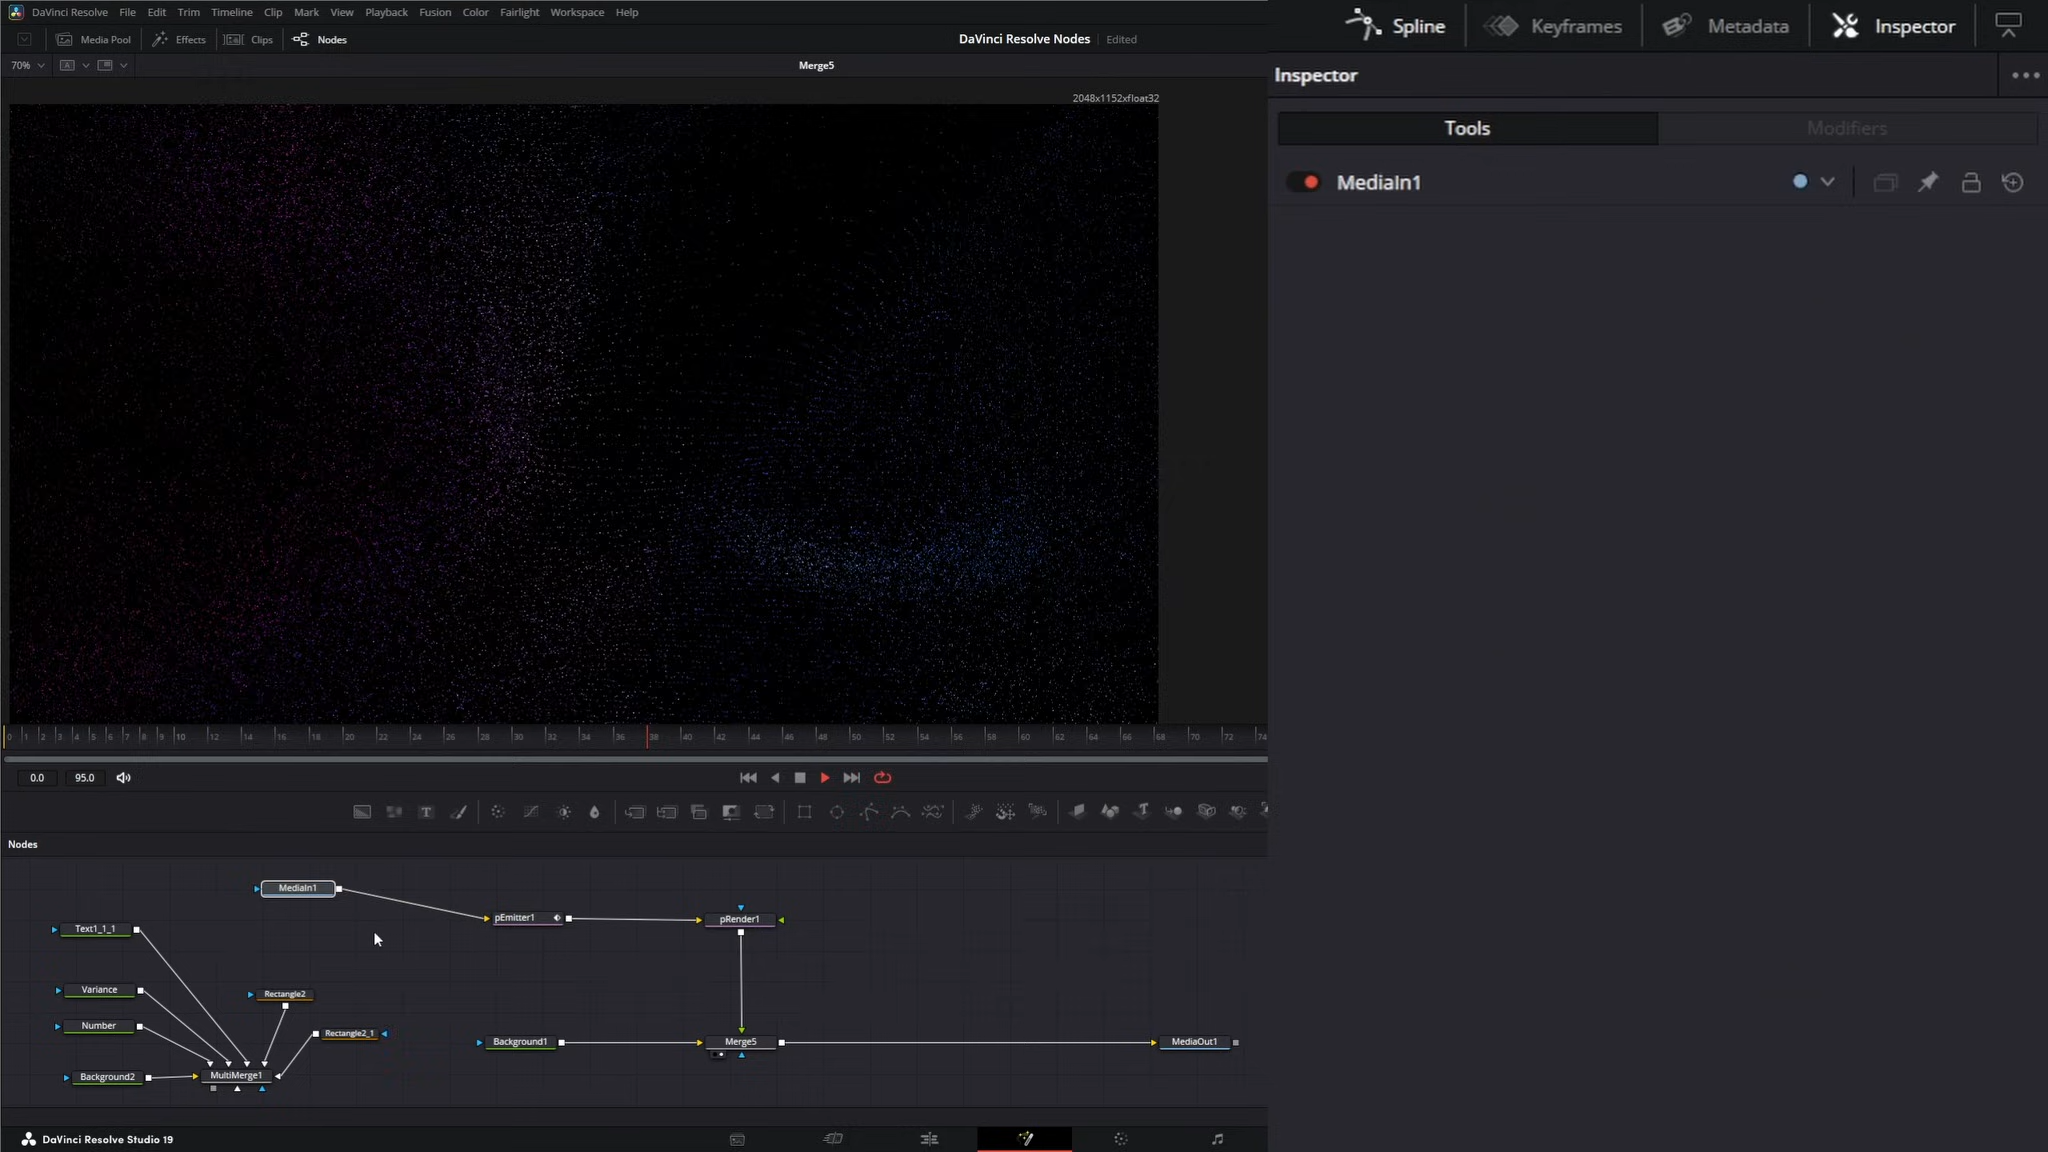 DaVinci Resolve File Edit Trim Timeline Clip Mark View Playback Fusion Color Fairlight Workspace Help
Media Pool Effects Clips Nodes DaVinci Resolve Nodes Edited
Spline Keyframes Metadata Inspector
70% Merge5
Inspector
2048x1152xfloat32
Tools Modifiers
MediaIn1
0 1 2 3 4 5 6 7 8 9 10 12 14 16 18 20 22 24 26 28 30 32 34 36 38 40 42 44 46 48 50 52 54 56 58 60 62 64 66 68 70 72 74
0.0 95.0
Nodes
MediaIn1
pEmitter1
pRender1
Text1_1_1
Variance
Rectangle2
Number
Rectangle2_1
Background1
Merge5
MediaOut1
Background2
MultiMerge1
DaVinci Resolve Studio 19